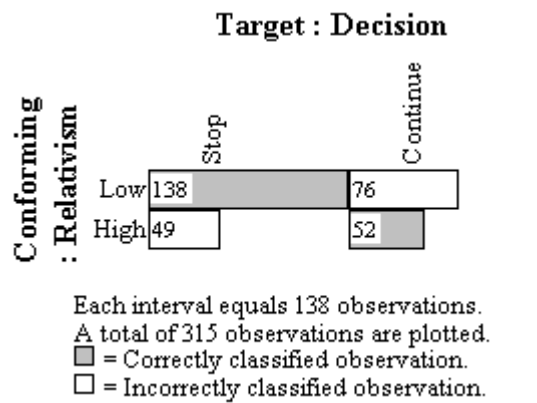 Target : Decision
Conforming
: Relativism
Stop
Continue
Low 138 76
High 49 52
Each interval equals 138 observations.
A total of 315 observations are plotted.
= Correctly classified observation.
= Incorrectly classified observation.